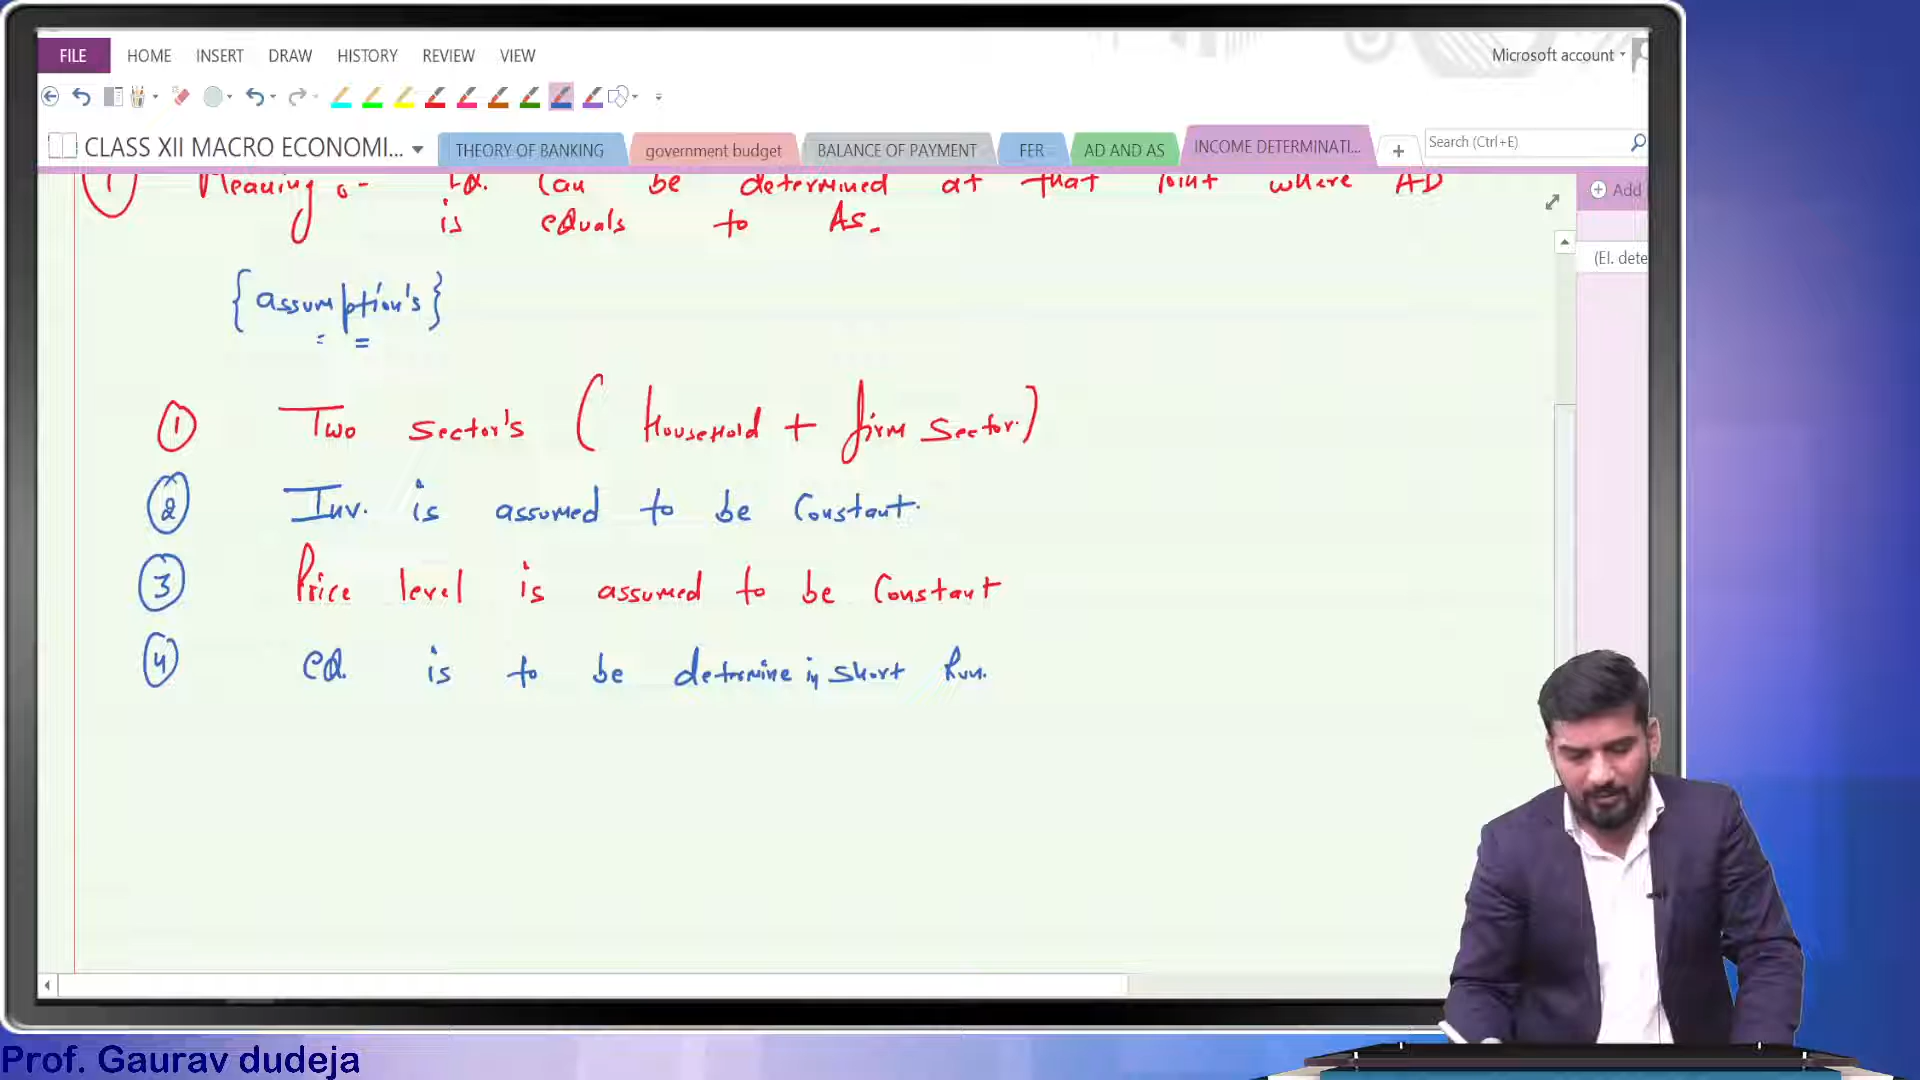 FILE HOME INSERT DRAW HISTORY REVIEW VIEW Microsoft account
CLASS XII MACRO ECONOMI... THEORY OF BANKING government budget BALANCE OF PAYMENT FER AD AND AS INCOME DETERMINATI... + Search (Ctrl+E)
1 Meaning :- EQ. Can be determined at that Point where AD
is equals to AS.
Add
(El. dete
{assumption's}
① Two sector's (HouseHold + firm sector.)
② Inv. is assumed to be Constant.
③ Price level is assumed to be Constant
④ EQ. is to be determine in short Run.
Prof. Gaurav dudeja